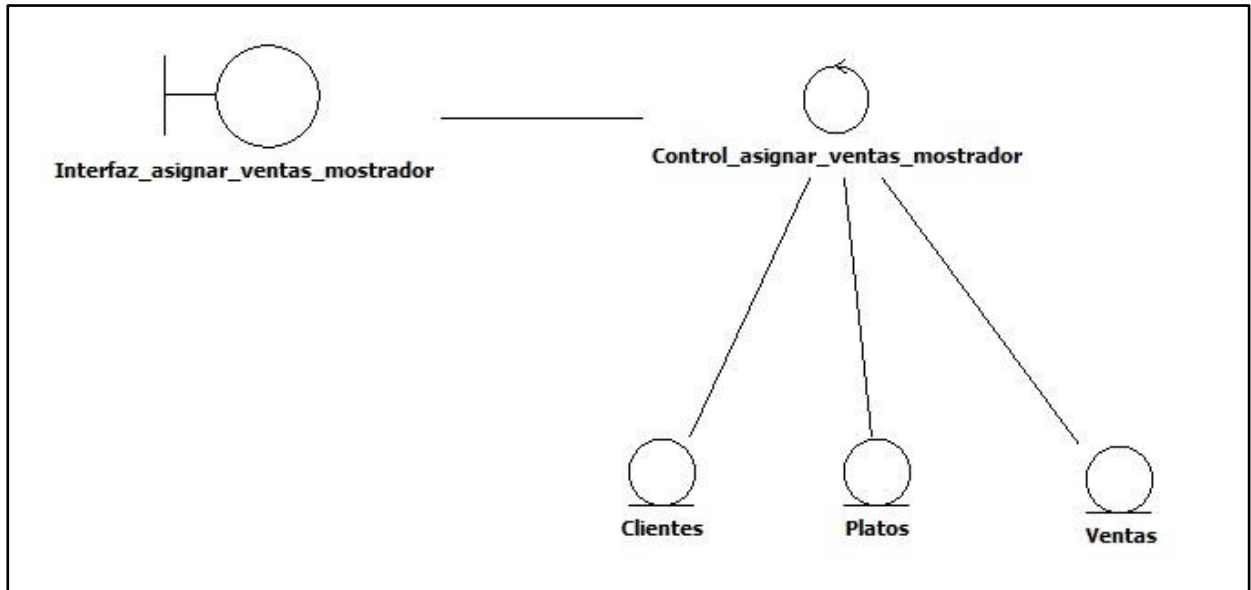 Interfaz_asignar_ventas_mostrador
Control_asignar_ventas_mostrador
Clientes
Platos
Ventas